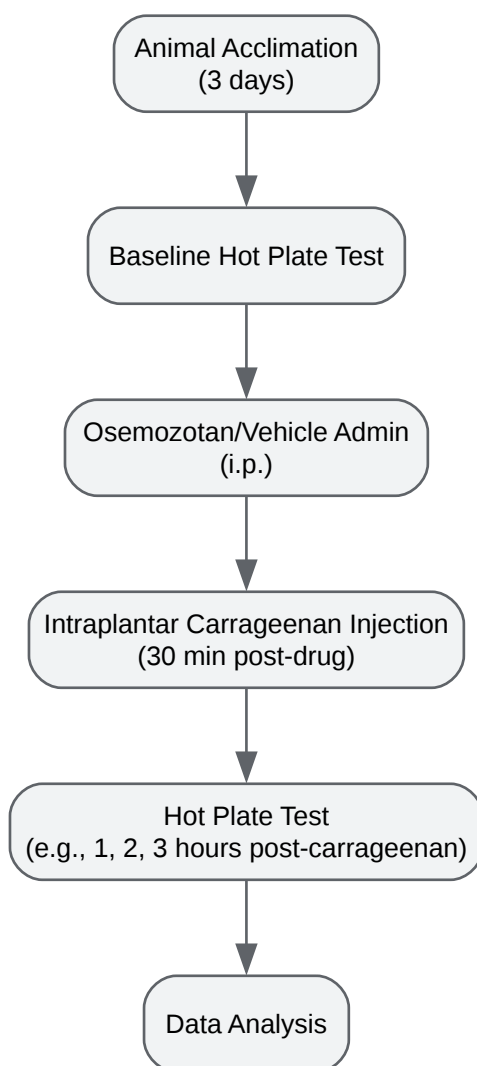 Animal Acclimation
(3 days)
Baseline Hot Plate Test
Osemozotan/Vehicle Admin
(i.p.)
Intraplantar Carrageenan Injection
(30 min post-drug)
Hot Plate Test
(e.g., 1, 2, 3 hours post-carrageenan)
Data Analysis